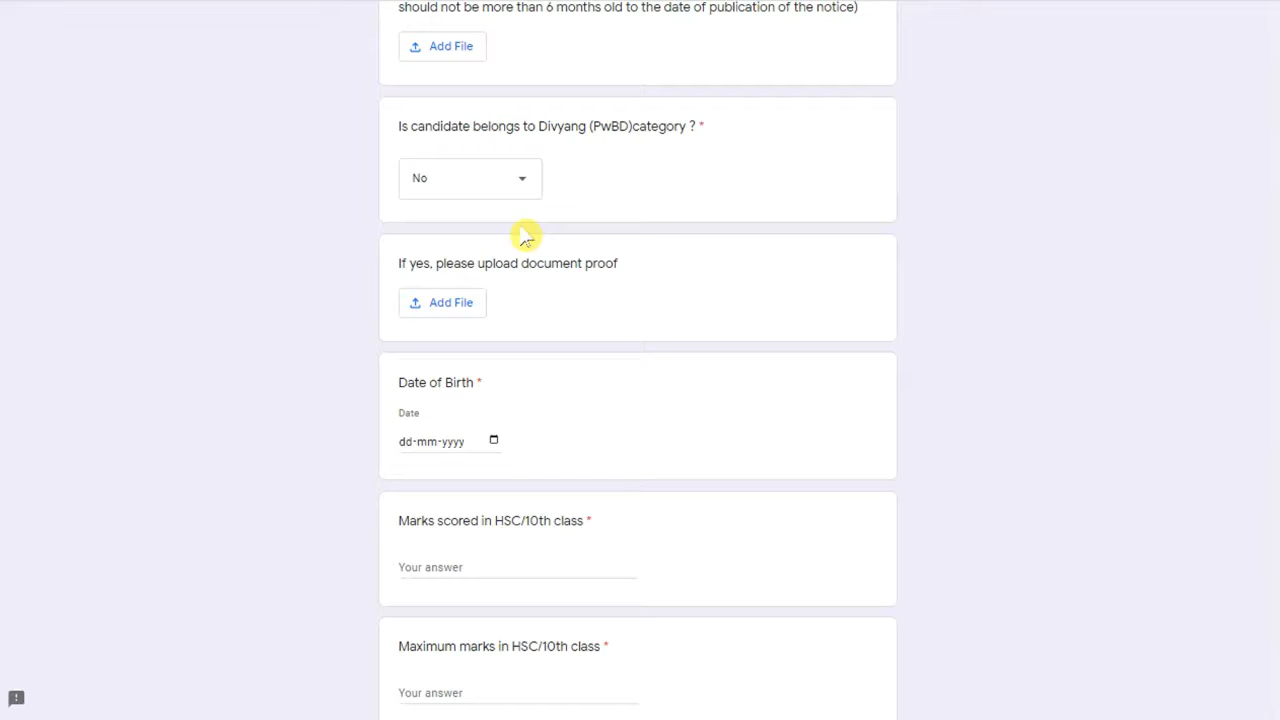 should not be more than 6 months old to the date of publication of the notice)
Add File
Is candidate belongs to Divyang (PwBD)category ? *
No
If yes, please upload document proof
Add File
Date of Birth *
Date
dd-mm-yyyy
Marks scored in HSC/10th class *
Your answer
Maximum marks in HSC/10th class *
Your answer